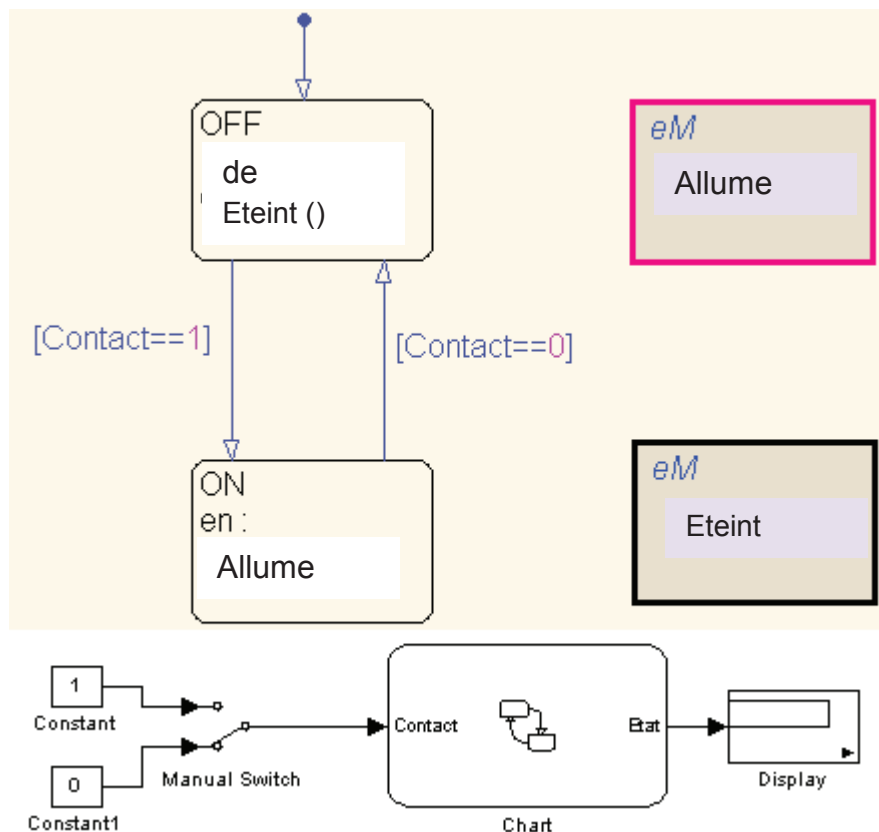 OFF
de
Eteint ()
eM
Allume
[Contact==1]
[Contact==0]
ON
en :
Allume
eM
Eteint
1
Constant
0
Constant1
Manual Switch
Contact
Etat
Chart
Display